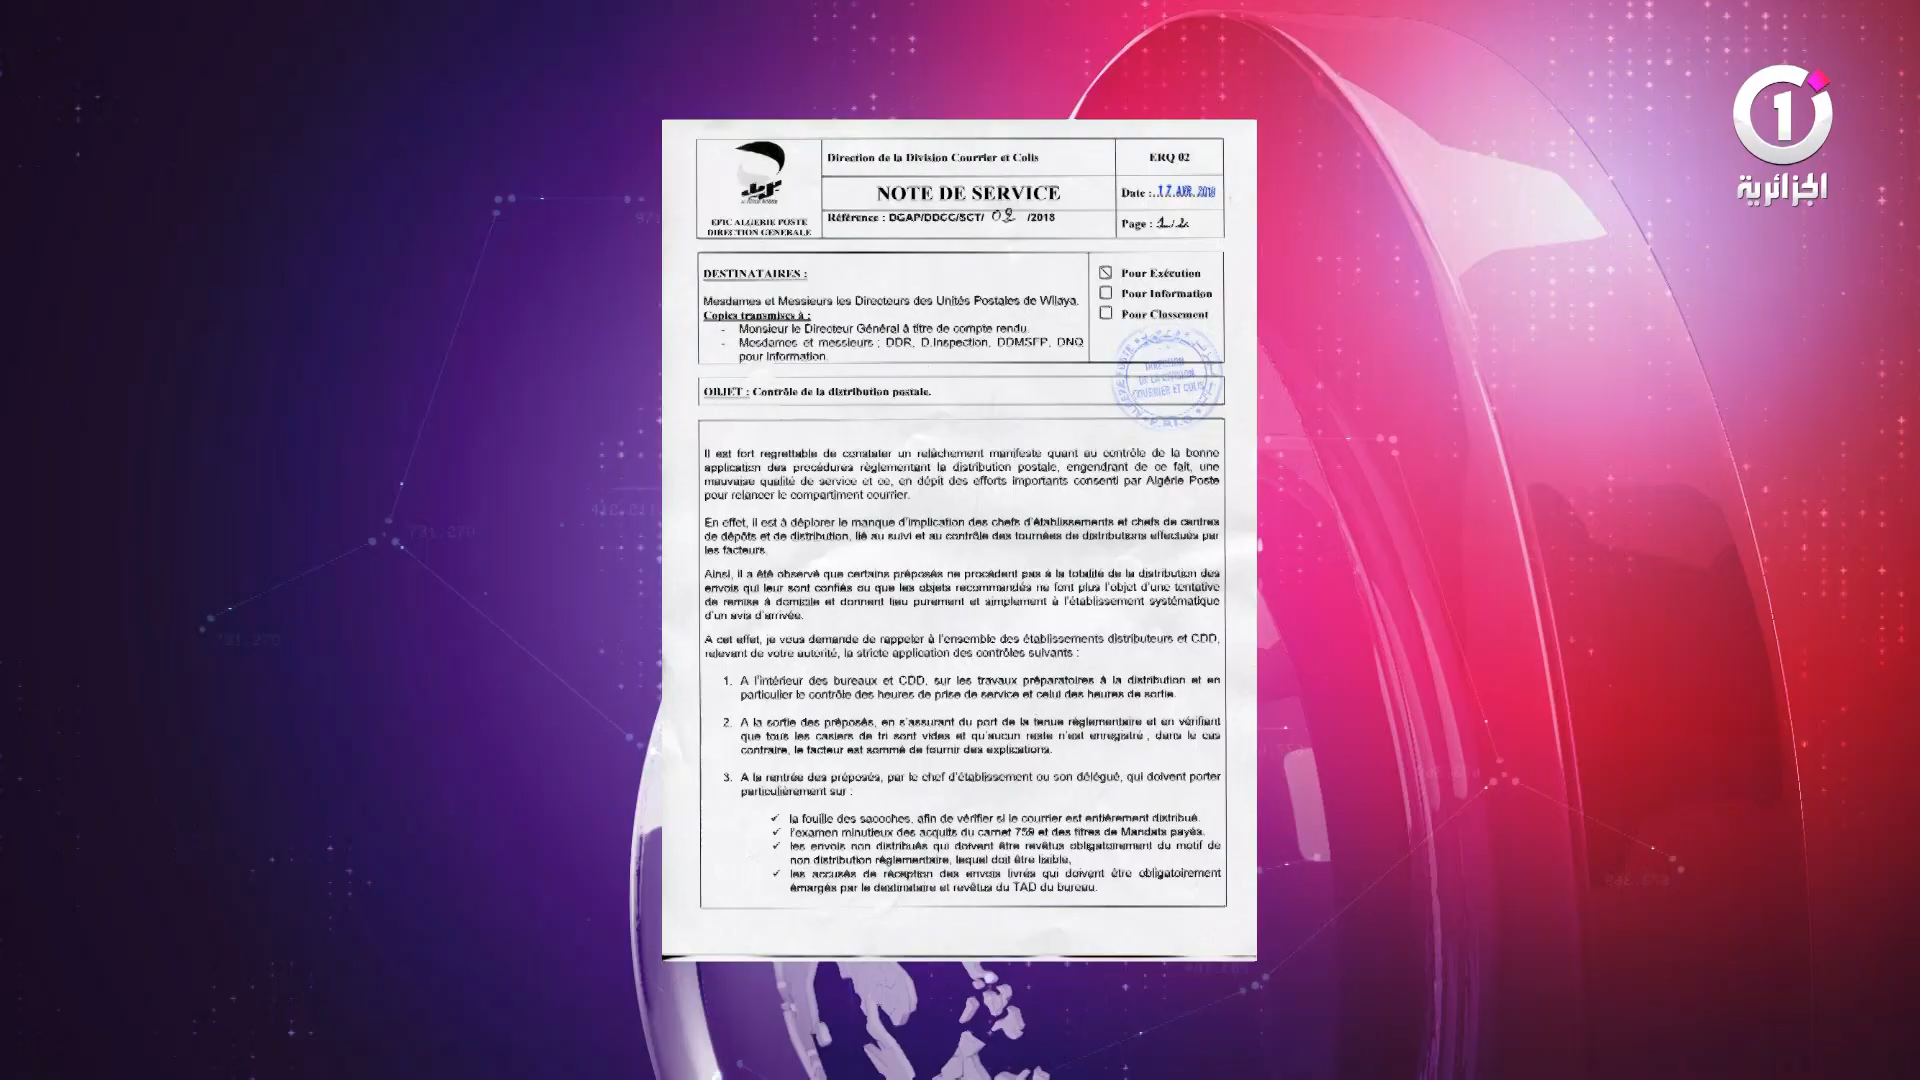 1
الجزائرية
EPIC ALGERIE POSTE
DIRECTION GENERALE
Direction de la Division Courrier et Colis
NOTE DE SERVICE
Référence : DGAP/DDCC/SCT/ 02 /2018
ERQ 02
Date : 17 AVR. 2018
Page : 1/2
DESTINATAIRES :
Mesdames et Messieurs les Directeurs des Unités Postales de Wilaya.
Copies transmises à :
- Monsieur le Directeur Général à titre de compte rendu.
- Mesdames et messieurs : DDR, D.Inspection, DDMSFP, DNQ
pour information.
Pour Exécution
Pour Information
Pour Classement
DIRECTION
DE LA DIVISION
COURRIER ET COLIS
OBJET : Contrôle de la distribution postale.
Il est fort regrettable de constater un relâchement manifeste quant au contrôle de la bonne
application des procédures règlementant la distribution postale, engendrant de ce fait, une
mauvaise qualité de service et ce, en dépit des efforts importants consenti par Algérie Poste
pour relancer le compartiment courrier.
En effet, il est à déplorer le manque d'implication des chefs d'établissements et chefs de centres
de dépôts et de distribution, lié au suivi et au contrôle des tournées de distributions effectués par
les facteurs.
Ainsi, il a été observé que certains préposés ne procèdent pas à la totalité de la distribution des
envois qui leur sont confiés ou que les objets recommandés ne font plus l'objet d'une tentative
de remise à domicile et donnent lieu purement et simplement à l'établissement systématique
d'un avis d'arrivée.
A cet effet, je vous demande de rappeler à l'ensemble des établissements distributeurs et CDD,
relevant de votre autorité, la stricte application des contrôles suivants :
1. A l'intérieur des bureaux et CDD, sur les travaux préparatoires à la distribution et en
particulier le contrôle des heures de prise de service et celui des heures de sortie.
2. A la sortie des préposés, en s'assurant du port de la tenue règlementaire et en vérifiant
que tous les casiers de tri sont vides et qu'aucun reste n'est enregistré ; dans le cas
contraire, le facteur est sommé de fournir des explications.
3. A la rentrée des préposés, par le chef d'établissement ou son délégué, qui doivent porter
particulièrement sur :
✓ la fouille des sacoches, afin de vérifier si le courrier est entièrement distribué.
✓ l'examen minutieux des acquits du carnet 759 et des titres de Mandats payés.
✓ les envois non distribués qui doivent être revêtus obligatoirement du motif de
non distribution règlementaire, lequel doit être lisible,
✓ les accusés de réception des envois livrés qui doivent être obligatoirement
émargés par le destinataire et revêtus du TAD du bureau.